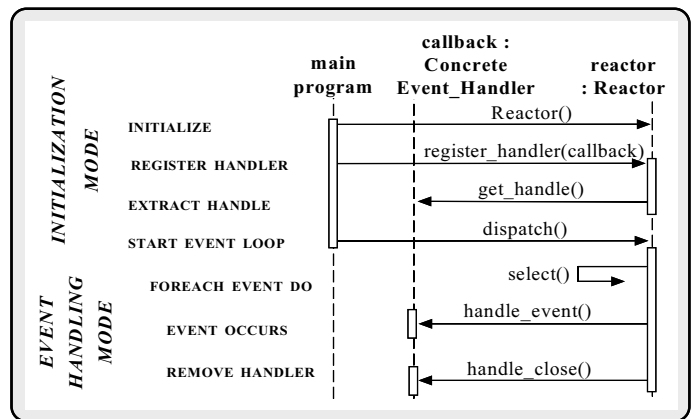 main
program
callback :
Concrete
Event_Handler
reactor
: Reactor
INITIALIZATION
MODE
INITIALIZE
Reactor()
REGISTER HANDLER
register_handler(callback)
EXTRACT HANDLE
get_handle()
START EVENT LOOP
dispatch()
EVENT
HANDLING
MODE
FOREACH EVENT DO
select()
EVENT OCCURS
handle_event()
REMOVE HANDLER
handle_close()